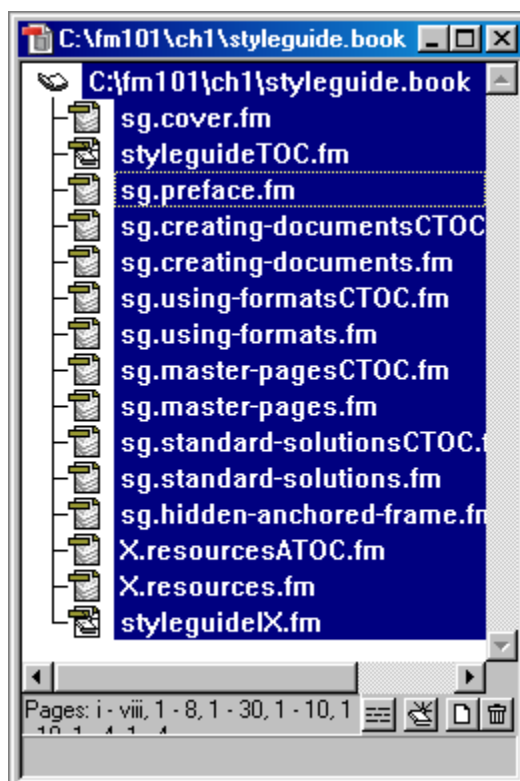 C:\fm101\ch1\styleguide.book
C:\fm101\ch1\styleguide.book
sg.cover.fm
styleguideTOC.fm
sg.preface.fm
sg.creating-documentsCTOC
sg.creating-documents.fm
sg.using-formatsCTOC.fm
sg.using-formats.fm
sg.master-pagesCTOC.fm
sg.master-pages.fm
sg.standard-solutionsCTOC.f
sg.standard-solutions.fm
sg.hidden-anchored-frame.fm
X.resourcesATOC.fm
X.resources.fm
styleguideIX.fm
Pages: i - viii, 1 - 8, 1 - 30, 1 - 10, 1